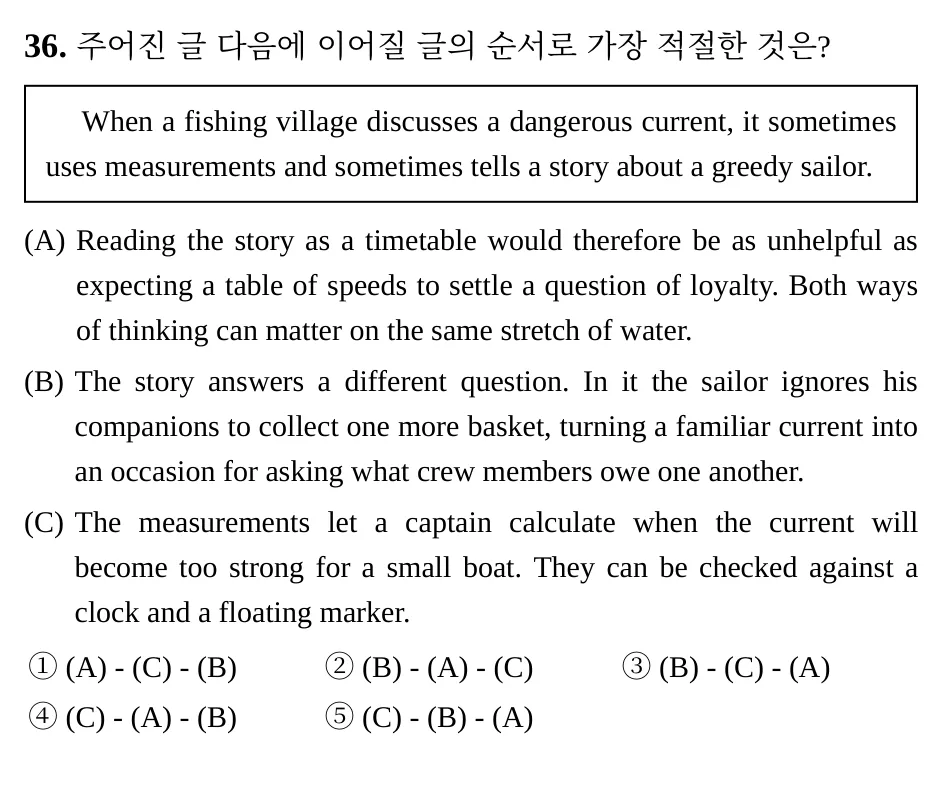 36. 주어진 글 다음에 이어질 글의 순서로 가장 적절한 것은?
When a fishing village discusses a dangerous current, it sometimes
uses measurements and sometimes tells a story about a greedy sailor.
(A) Reading the story as a timetable would therefore be as unhelpful as
expecting a table of speeds to settle a question of loyalty. Both ways
of thinking can matter on the same stretch of water.
(B) The story answers a different question. In it the sailor ignores his
companions to collect one more basket, turning a familiar current into
an occasion for asking what crew members owe one another.
(C) The measurements let a captain calculate when the current will
become too strong for a small boat. They can be checked against a
clock and a floating marker.
① (A) - (C) - (B) ② (B) - (A) - (C) ③ (B) - (C) - (A)
④ (C) - (A) - (B) ⑤ (C) - (B) - (A)